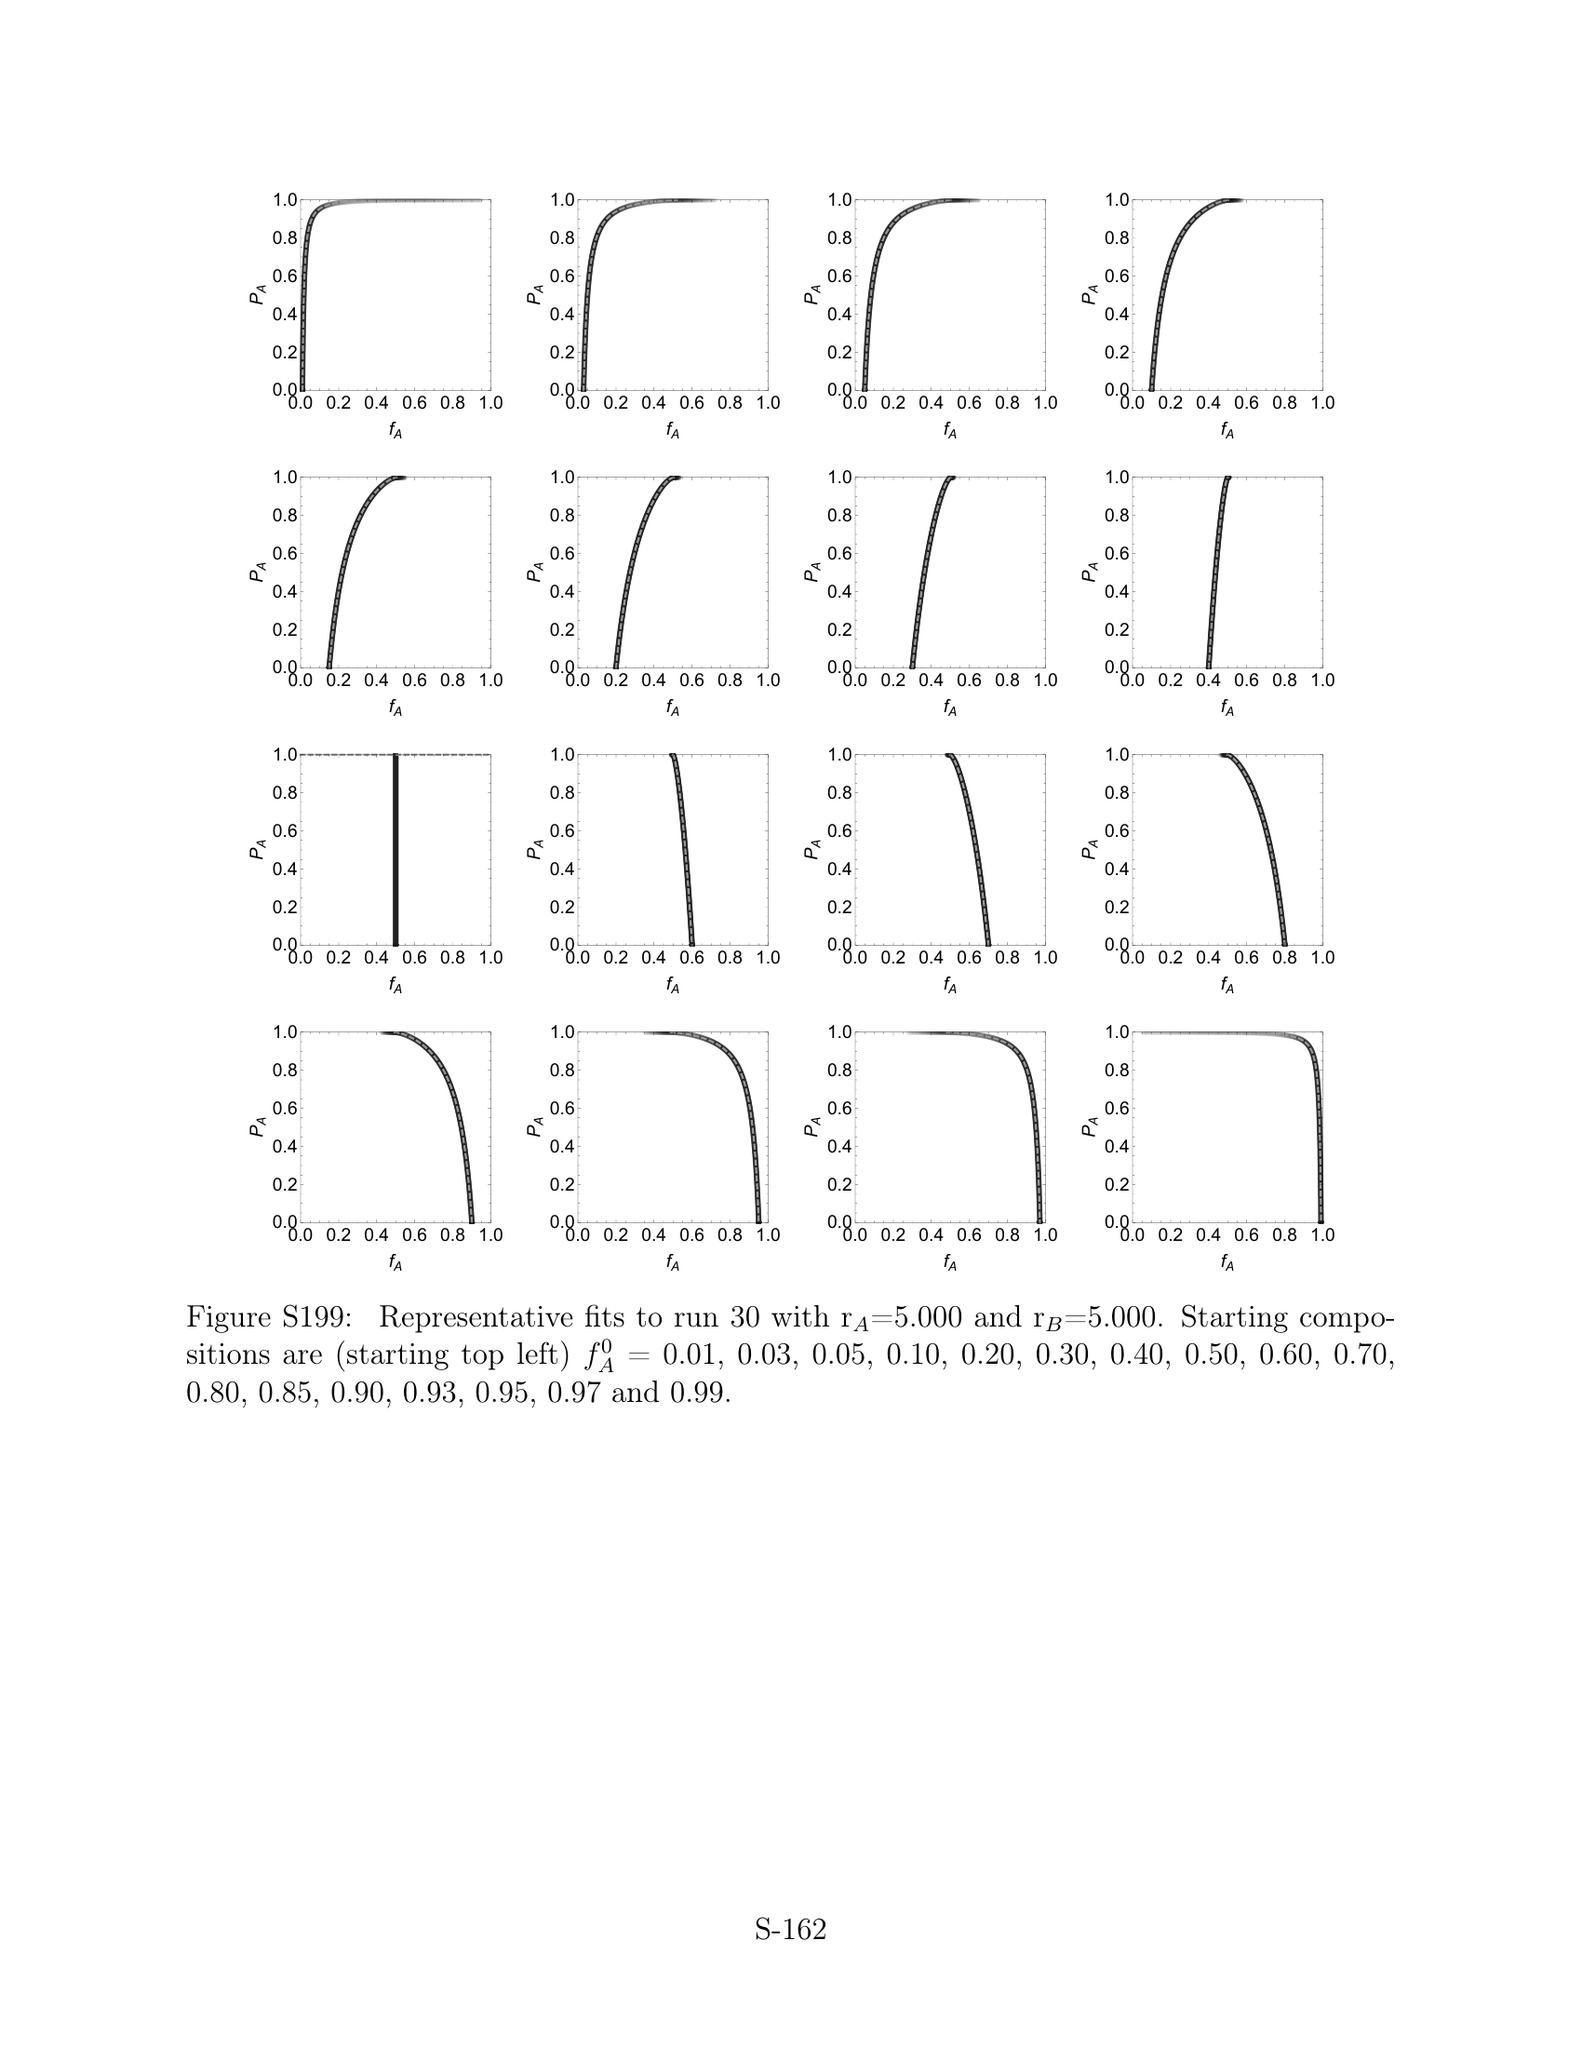 1.0 1.0 1.0 1.0
0.8 0.8 0.8 0.8
0.6 0.6 0.6 0.6
P_A P_A P_A P_A
0.4 0.4 0.4 0.4
0.2 0.2 0.2 0.2
0.0 0.0 0.0 0.0
0.0 0.2 0.4 0.6 0.8 1.0 0.0 0.2 0.4 0.6 0.8 1.0 0.0 0.2 0.4 0.6 0.8 1.0 0.0 0.2 0.4 0.6 0.8 1.0
f_A f_A f_A f_A
1.0 1.0 1.0 1.0
0.8 0.8 0.8 0.8
0.6 0.6 0.6 0.6
P_A P_A P_A P_A
0.4 0.4 0.4 0.4
0.2 0.2 0.2 0.2
0.0 0.0 0.0 0.0
0.0 0.2 0.4 0.6 0.8 1.0 0.0 0.2 0.4 0.6 0.8 1.0 0.0 0.2 0.4 0.6 0.8 1.0 0.0 0.2 0.4 0.6 0.8 1.0
f_A f_A f_A f_A
1.0 1.0 1.0 1.0
0.8 0.8 0.8 0.8
0.6 0.6 0.6 0.6
P_A P_A P_A P_A
0.4 0.4 0.4 0.4
0.2 0.2 0.2 0.2
0.0 0.0 0.0 0.0
0.0 0.2 0.4 0.6 0.8 1.0 0.0 0.2 0.4 0.6 0.8 1.0 0.0 0.2 0.4 0.6 0.8 1.0 0.0 0.2 0.4 0.6 0.8 1.0
f_A f_A f_A f_A
1.0 1.0 1.0 1.0
0.8 0.8 0.8 0.8
0.6 0.6 0.6 0.6
P_A P_A P_A P_A
0.4 0.4 0.4 0.4
0.2 0.2 0.2 0.2
0.0 0.0 0.0 0.0
0.0 0.2 0.4 0.6 0.8 1.0 0.0 0.2 0.4 0.6 0.8 1.0 0.0 0.2 0.4 0.6 0.8 1.0 0.0 0.2 0.4 0.6 0.8 1.0
f_A f_A f_A f_A
Figure S199: Representative fits to run 30 with r_A=5.000 and r_B=5.000. Starting compo-
sitions are (starting top left) f_A^0 = 0.01, 0.03, 0.05, 0.10, 0.20, 0.30, 0.40, 0.50, 0.60, 0.70,
0.80, 0.85, 0.90, 0.93, 0.95, 0.97 and 0.99.
S-162